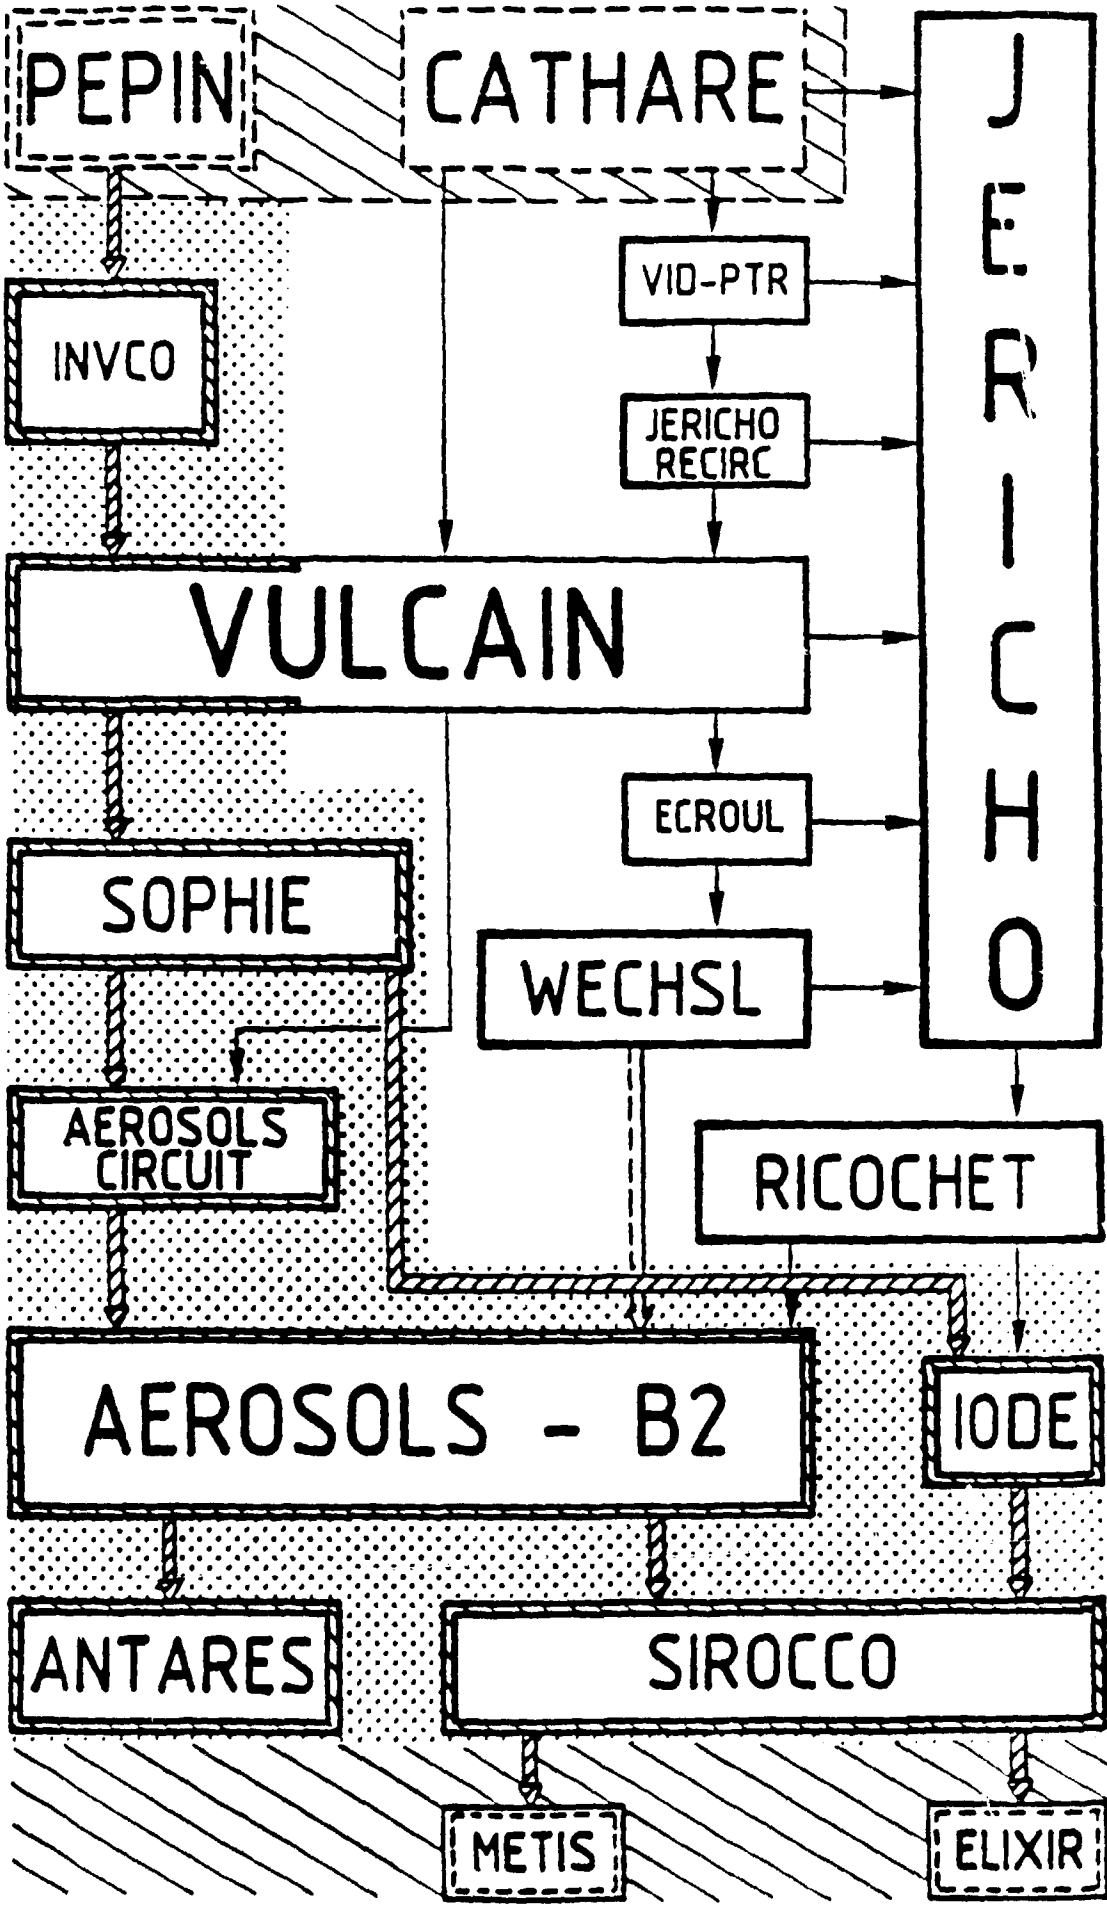 PEPIN
CATHARE
JERICHO
VID-PTR
INVCO
JERICHO
RECIRC
VULCAIN
ECROUL
SOPHIE
WECHSL
AEROSOLS
CIRCUIT
RICOCHET
AEROSOLS - B2
IODE
ANTARES
SIROCCO
METIS
ELIXIR